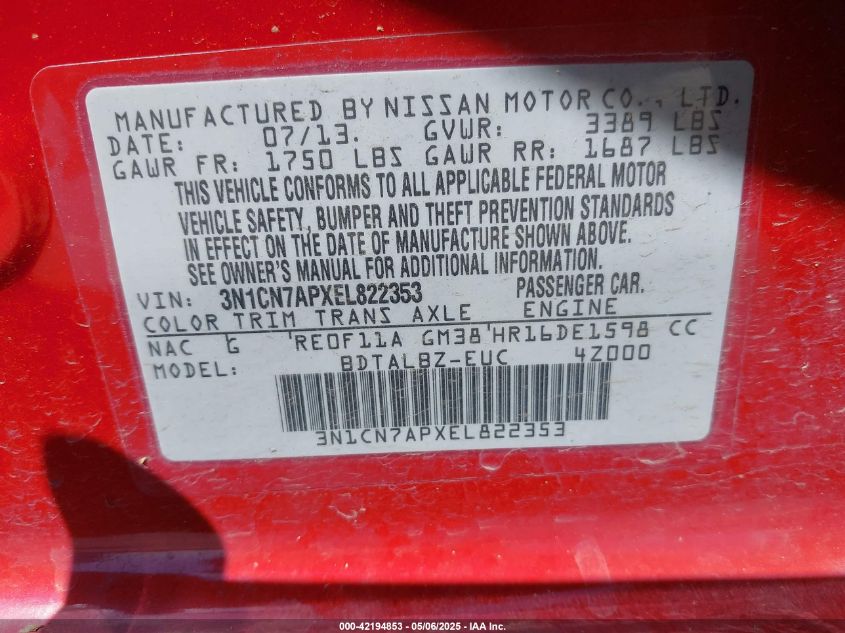 MANUFACTURED BY NISSAN MOTOR CO., LTD.
DATE: 07/13. GVWR: 3389 LBS
GAWR FR: 1750 LBS GAWR RR: 1687 LBS
THIS VEHICLE CONFORMS TO ALL APPLICABLE FEDERAL MOTOR
VEHICLE SAFETY, BUMPER AND THEFT PREVENTION STANDARDS
IN EFFECT ON THE DATE OF MANUFACTURE SHOWN ABOVE.
SEE OWNER'S MANUAL FOR ADDITIONAL INFORMATION.
VIN: 3N1CN7APXEL822353 PASSENGER CAR.
COLOR TRIM TRANS AXLE ENGINE
NAC G RE0F11A GM38 HR16DE1598 CC
MODEL: BDTALBZ-EUC 4Z000
3N1CN7APXEL822353
000-42194853 - 05/06/2025 - IAA Inc.